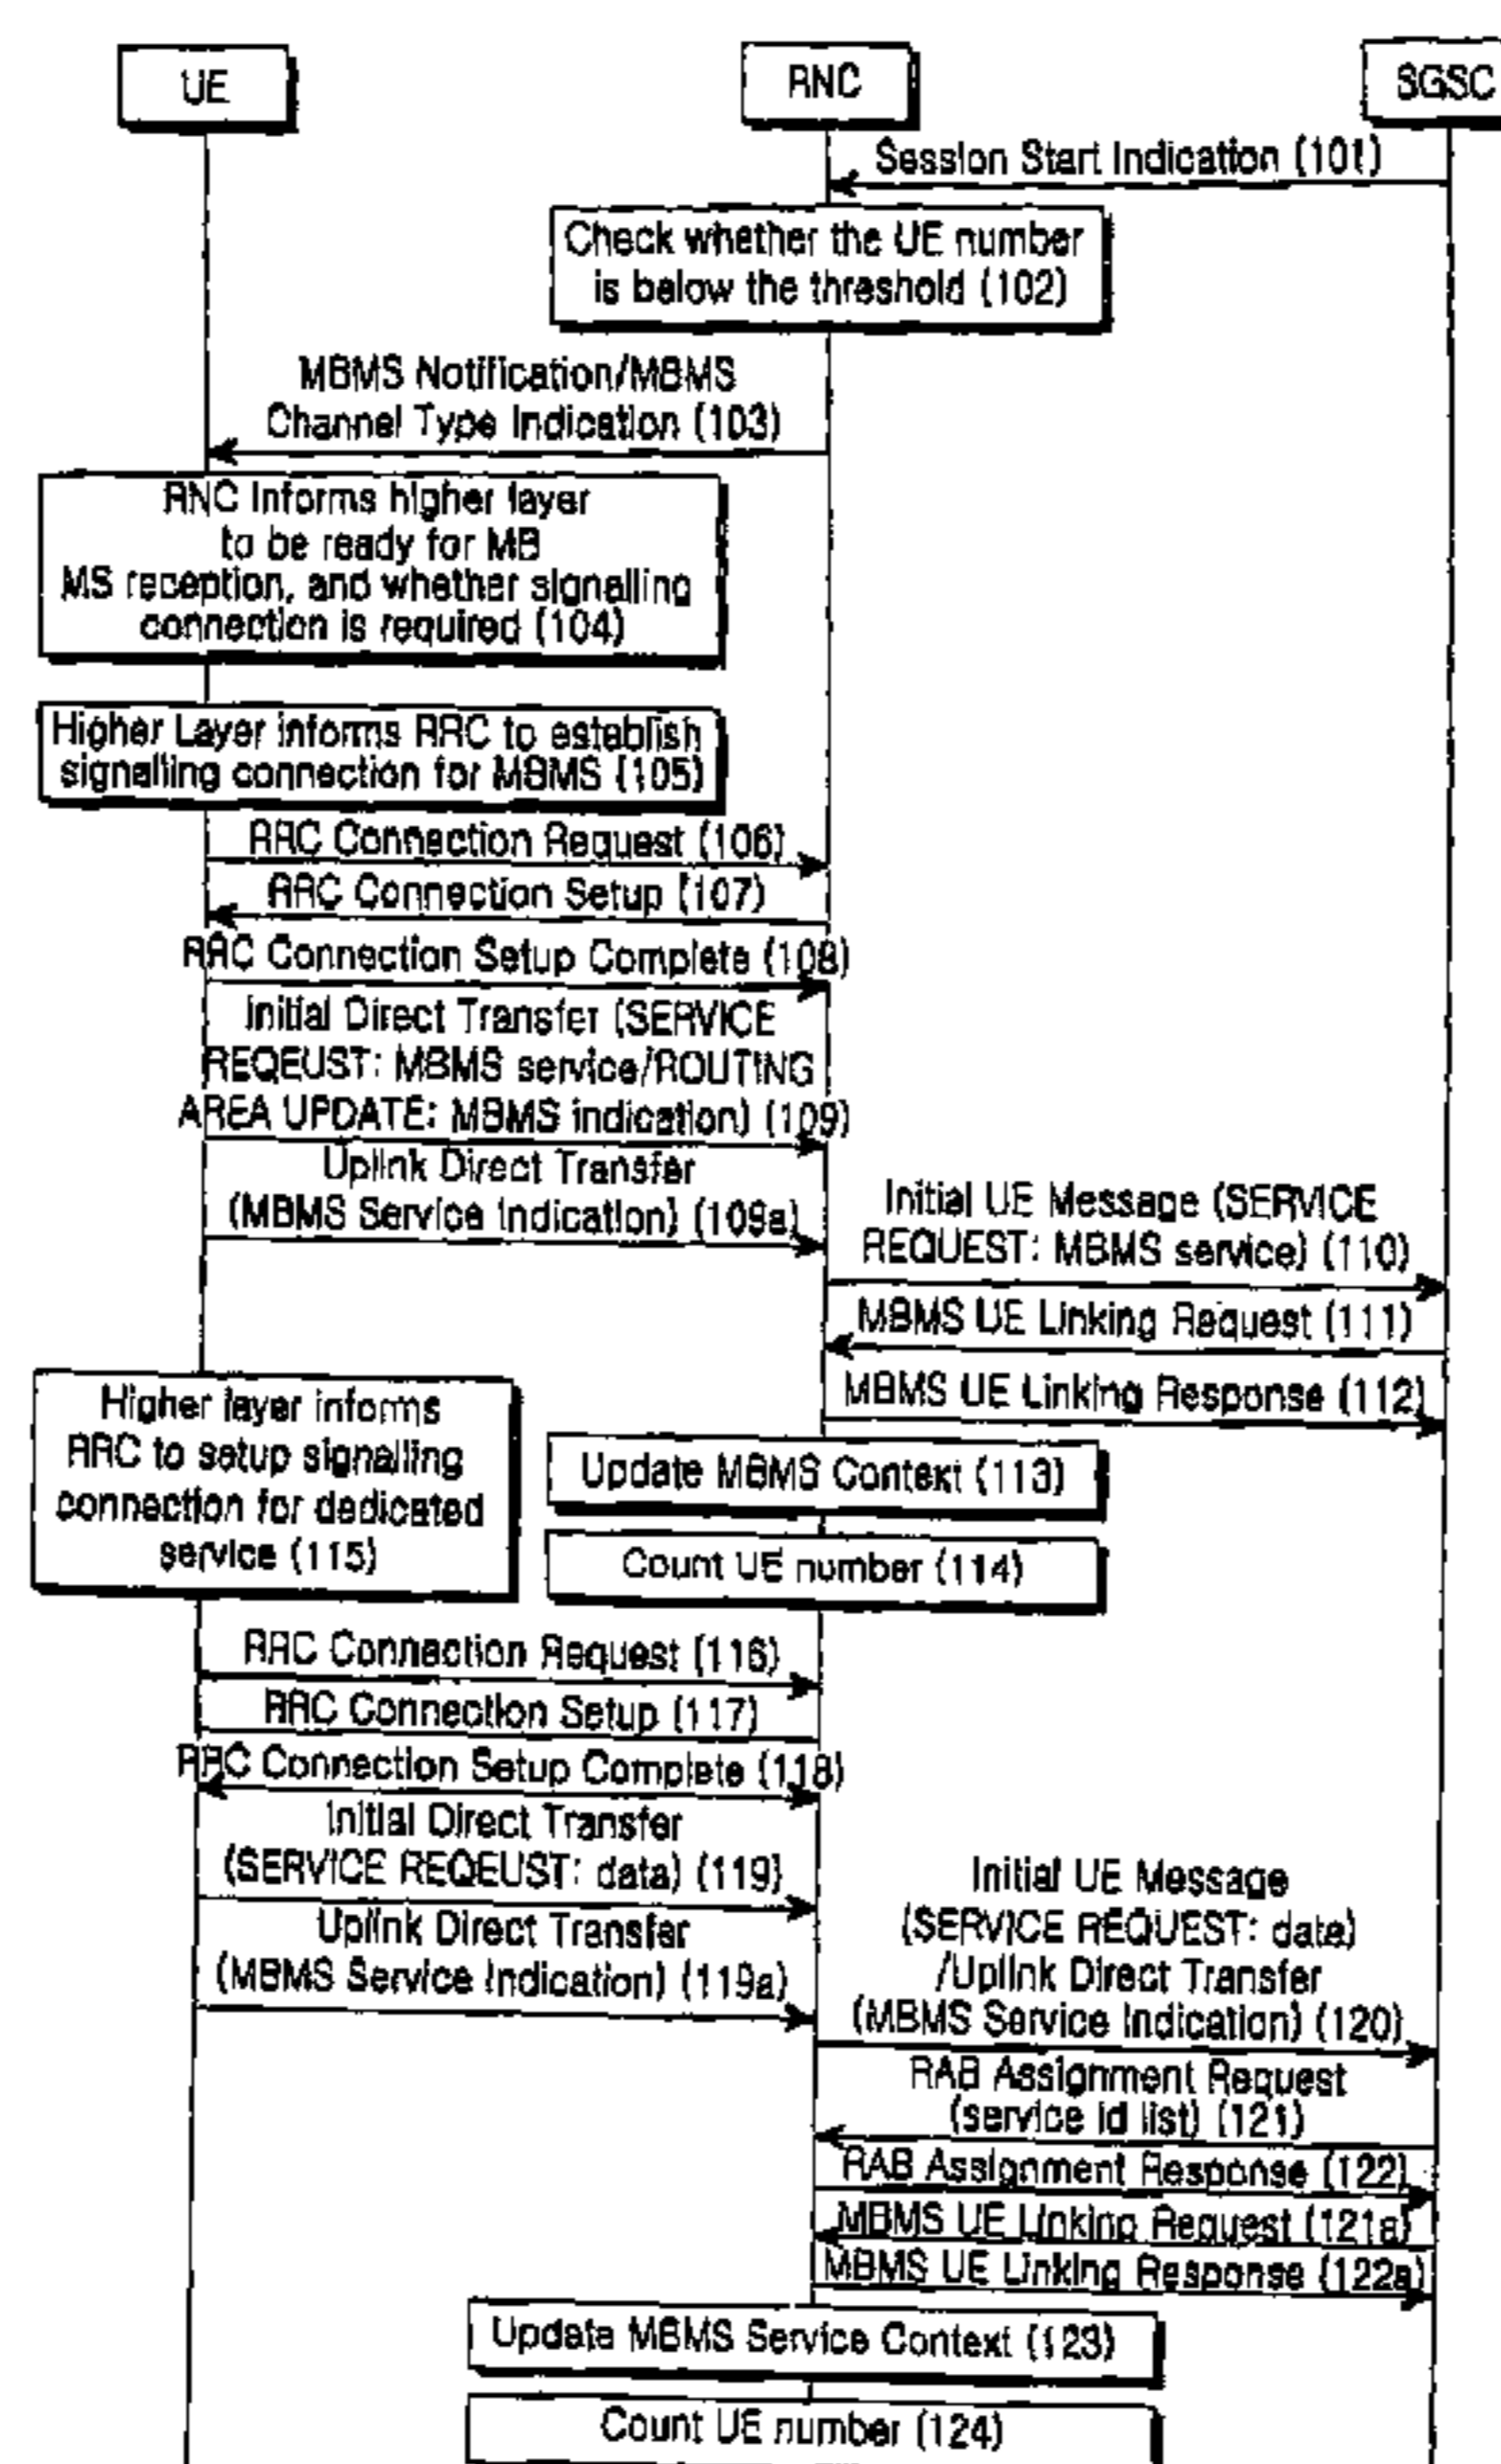 UE
RNC
SGSC
Session Start Indication (101)
Check whether the UE number
is below the threshold (102)
MBMS Notification/MBMS
Channel Type Indication (103)
RNC Informs higher layer
to be ready for MB
MS reception, and whether signalling
connection is required (104)
Higher Layer informs RRC to establish
signalling connection for MBMS (105)
RRC Connection Request (106)
RRC Connection Setup (107)
RRC Connection Setup Complete (108)
Initial Direct Transfer (SERVICE
REQEUST: MBMS service/ROUTING
AREA UPDATE: MBMS indication) (109)
Uplink Direct Transfer
(MBMS Service Indication) (109a)
Initial UE Message (SERVICE
REQUEST: MBMS service) (110)
MBMS UE Linking Request (111)
MBMS UE Linking Response (112)
Higher layer informs
RRC to setup signalling
connection for dedicated
service (115)
Update MBMS Context (113)
Count UE number (114)
RRC Connection Request (116)
RRC Connection Setup (117)
RRC Connection Setup Complete (118)
Initial Direct Transfer
(SERVICE REQEUST: data) (119)
Uplink Direct Transfer
(MBMS Service Indication) (119a)
Initial UE Message
(SERVICE REQUEST: data)
/Uplink Direct Transfer
(MBMS Service Indication) (120)
RAB Assignment Request
(service id list) (121)
RAB Assignment Response (122)
MBMS UE Linking Request (121a)
MBMS UE Linking Response (122a)
Update MBMS Service Context (123)
Count UE number (124)